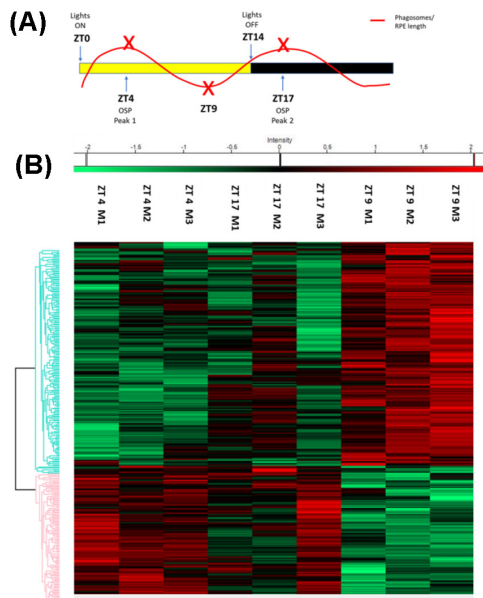 (A)
Lights
ON
ZT0
Lights
OFF
ZT14
Phagosomes/
RPE length
X
X
X
ZT4
OSP
Peak 1
ZT9
ZT17
OSP
Peak 2
(B)
Intensity
-2 -1.5 -1 -0.5 0 0.5 1 1.5 2
ZT 4 M1
ZT 4 M2
ZT 4 M3
ZT 17 M1
ZT 17 M2
ZT 17 M3
ZT 9 M1
ZT 9 M2
ZT 9 M3